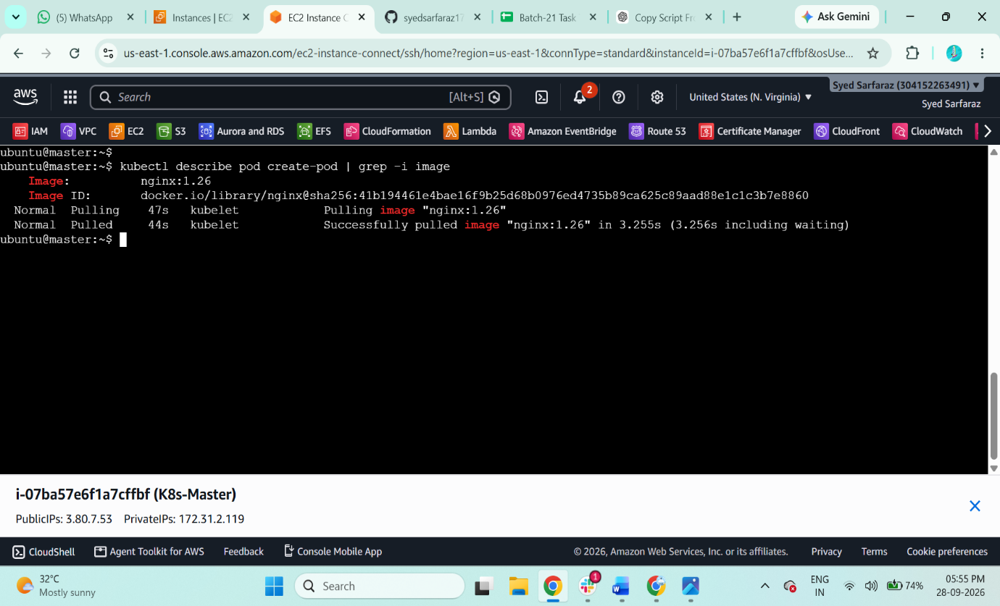 (5) WhatsApp
Instances | EC2
EC2 Instance C
syedsarfaraz17
Batch-21 Task
Copy Script Fro
Ask Gemini
us-east-1.console.aws.amazon.com/ec2-instance-connect/ssh/home?region=us-east-1&connType=standard&instanceId=i-07ba57e6f1a7cffbf&osUse...
aws
Search
[Alt+S]
2
United States (N. Virginia)
Syed Sarfaraz (304152263491)
Syed Sarfaraz
IAM
VPC
EC2
S3
Aurora and RDS
EFS
CloudFormation
Lambda
Amazon EventBridge
Route 53
Certificate Manager
CloudFront
CloudWatch
ubuntu@master:~$
ubuntu@master:~$ kubectl describe pod create-pod | grep -i image
Image: nginx:1.26
Image ID: docker.io/library/nginx@sha256:41b194461e4bae16f9b25d68b0976ed4735b89ca625c89aad88e1c1c3b7e8860
Normal Pulling 47s kubelet Pulling image "nginx:1.26"
Normal Pulled 44s kubelet Successfully pulled image "nginx:1.26" in 3.255s (3.256s including waiting)
ubuntu@master:~$
i-07ba57e6f1a7cffbf (K8s-Master)
PublicIPs: 3.80.7.53 PrivateIPs: 172.31.2.119
CloudShell
Agent Toolkit for AWS
Feedback
Console Mobile App
© 2026, Amazon Web Services, Inc. or its affiliates.
Privacy
Terms
Cookie preferences
32°C
Mostly sunny
Search
1
ENG
IN
74%
05:55 PM
28-09-2026